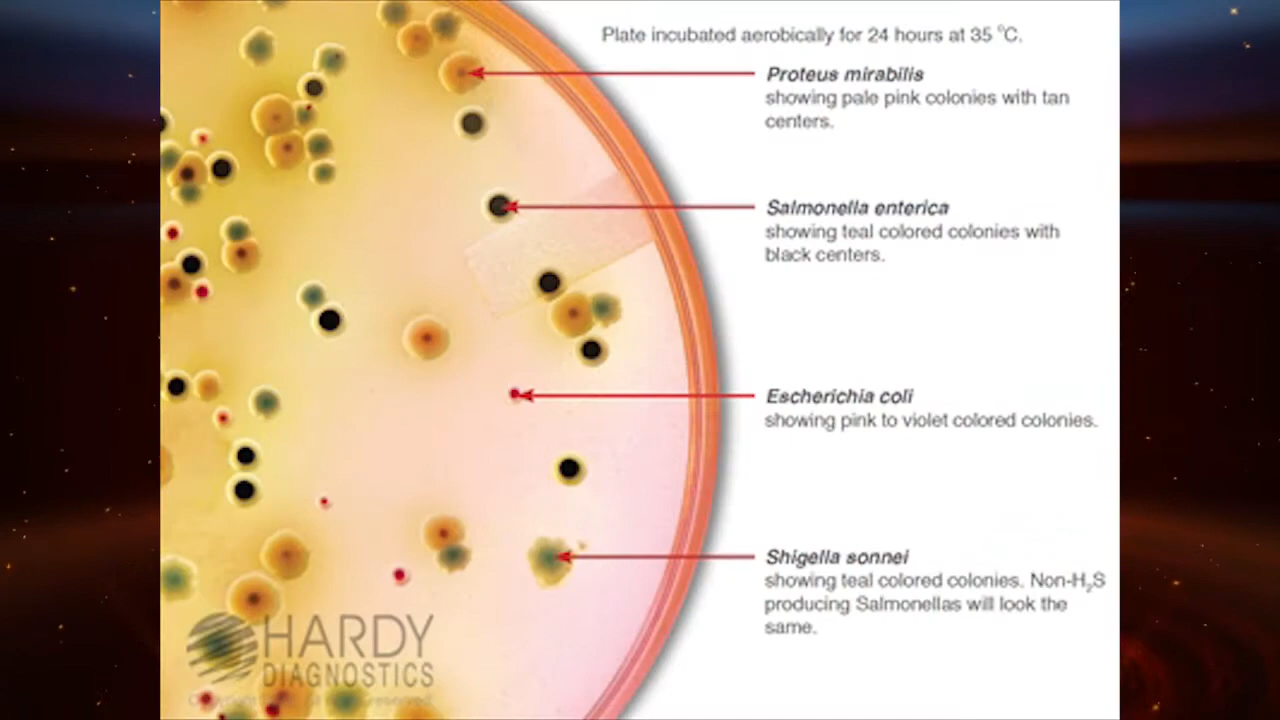 Plate incubated aerobically for 24 hours at 35 °C.
Proteus mirabilis
showing pale pink colonies with tan
centers.
Salmonella enterica
showing teal colored colonies with
black centers.
Escherichia coli
showing pink to violet colored colonies.
Shigella sonnei
showing teal colored colonies. Non-H₂S
producing Salmonellas will look the
same.
HARDY
DIAGNOSTICS